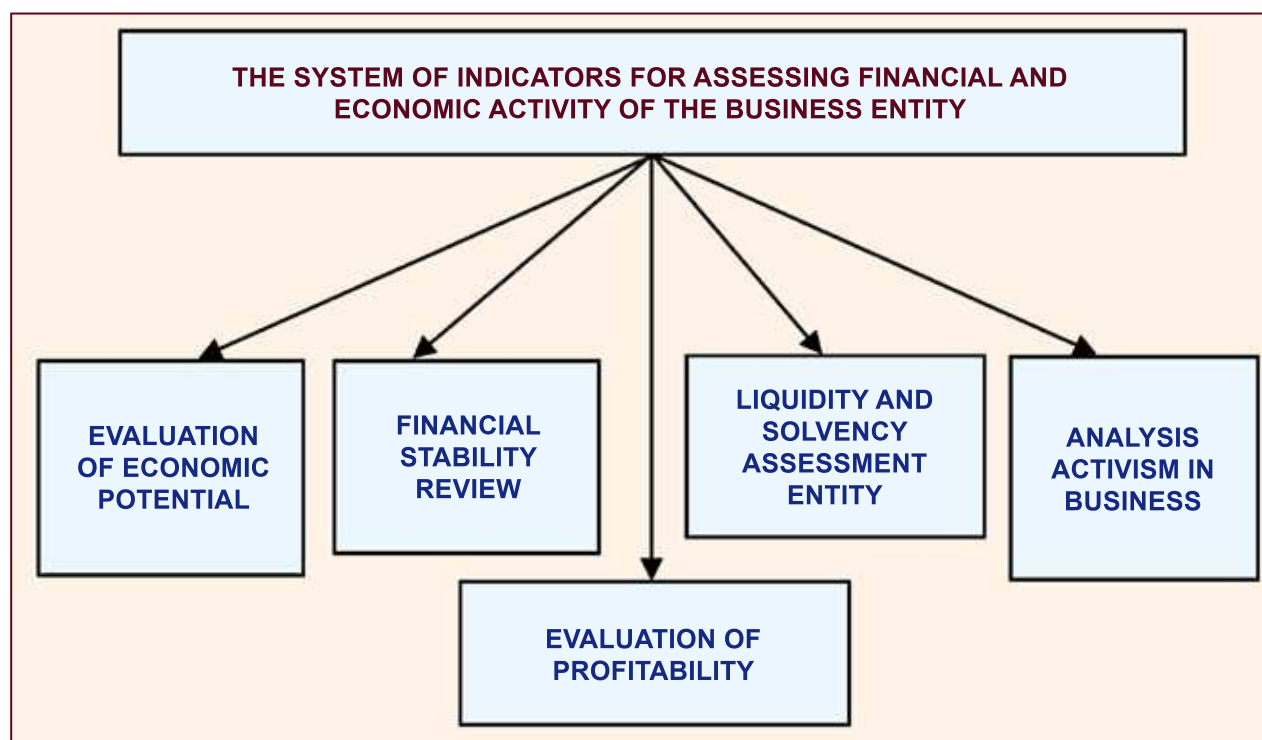 THE SYSTEM OF INDICATORS FOR ASSESSING FINANCIAL AND
ECONOMIC ACTIVITY OF THE BUSINESS ENTITY
EVALUATION
OF ECONOMIC
POTENTIAL
FINANCIAL
STABILITY
REVIEW
LIQUIDITY AND
SOLVENCY
ASSESSMENT
ENTITY
ANALYSIS
ACTIVISM IN
BUSINESS
EVALUATION OF
PROFITABILITY